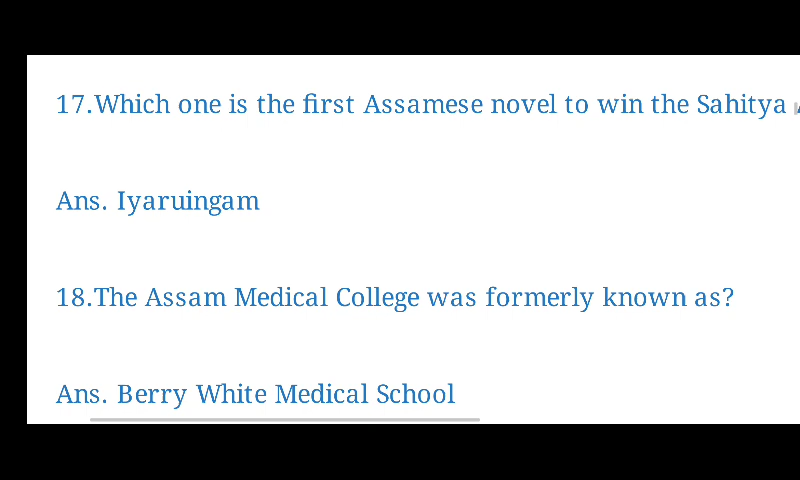 17.Which one is the first Assamese novel to win the Sahitya
Ans. Iyaruingam
18.The Assam Medical College was formerly known as?
Ans. Berry White Medical School